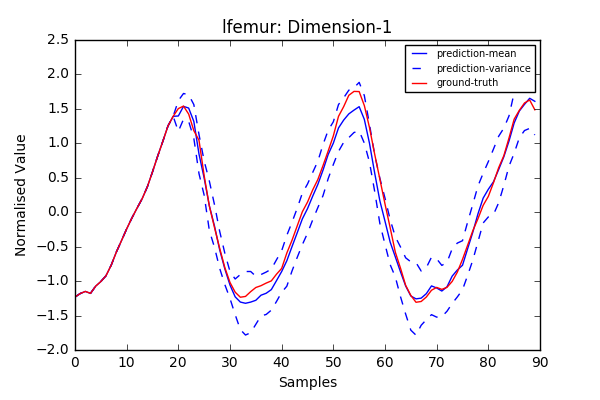 lfemur: Dimension-1
2.5
2.0
1.5
1.0
0.5
0.0
−0.5
−1.0
−1.5
−2.0
Normalised Value
prediction-mean
prediction-variance
ground-truth
0 10 20 30 40 50 60 70 80 90
Samples